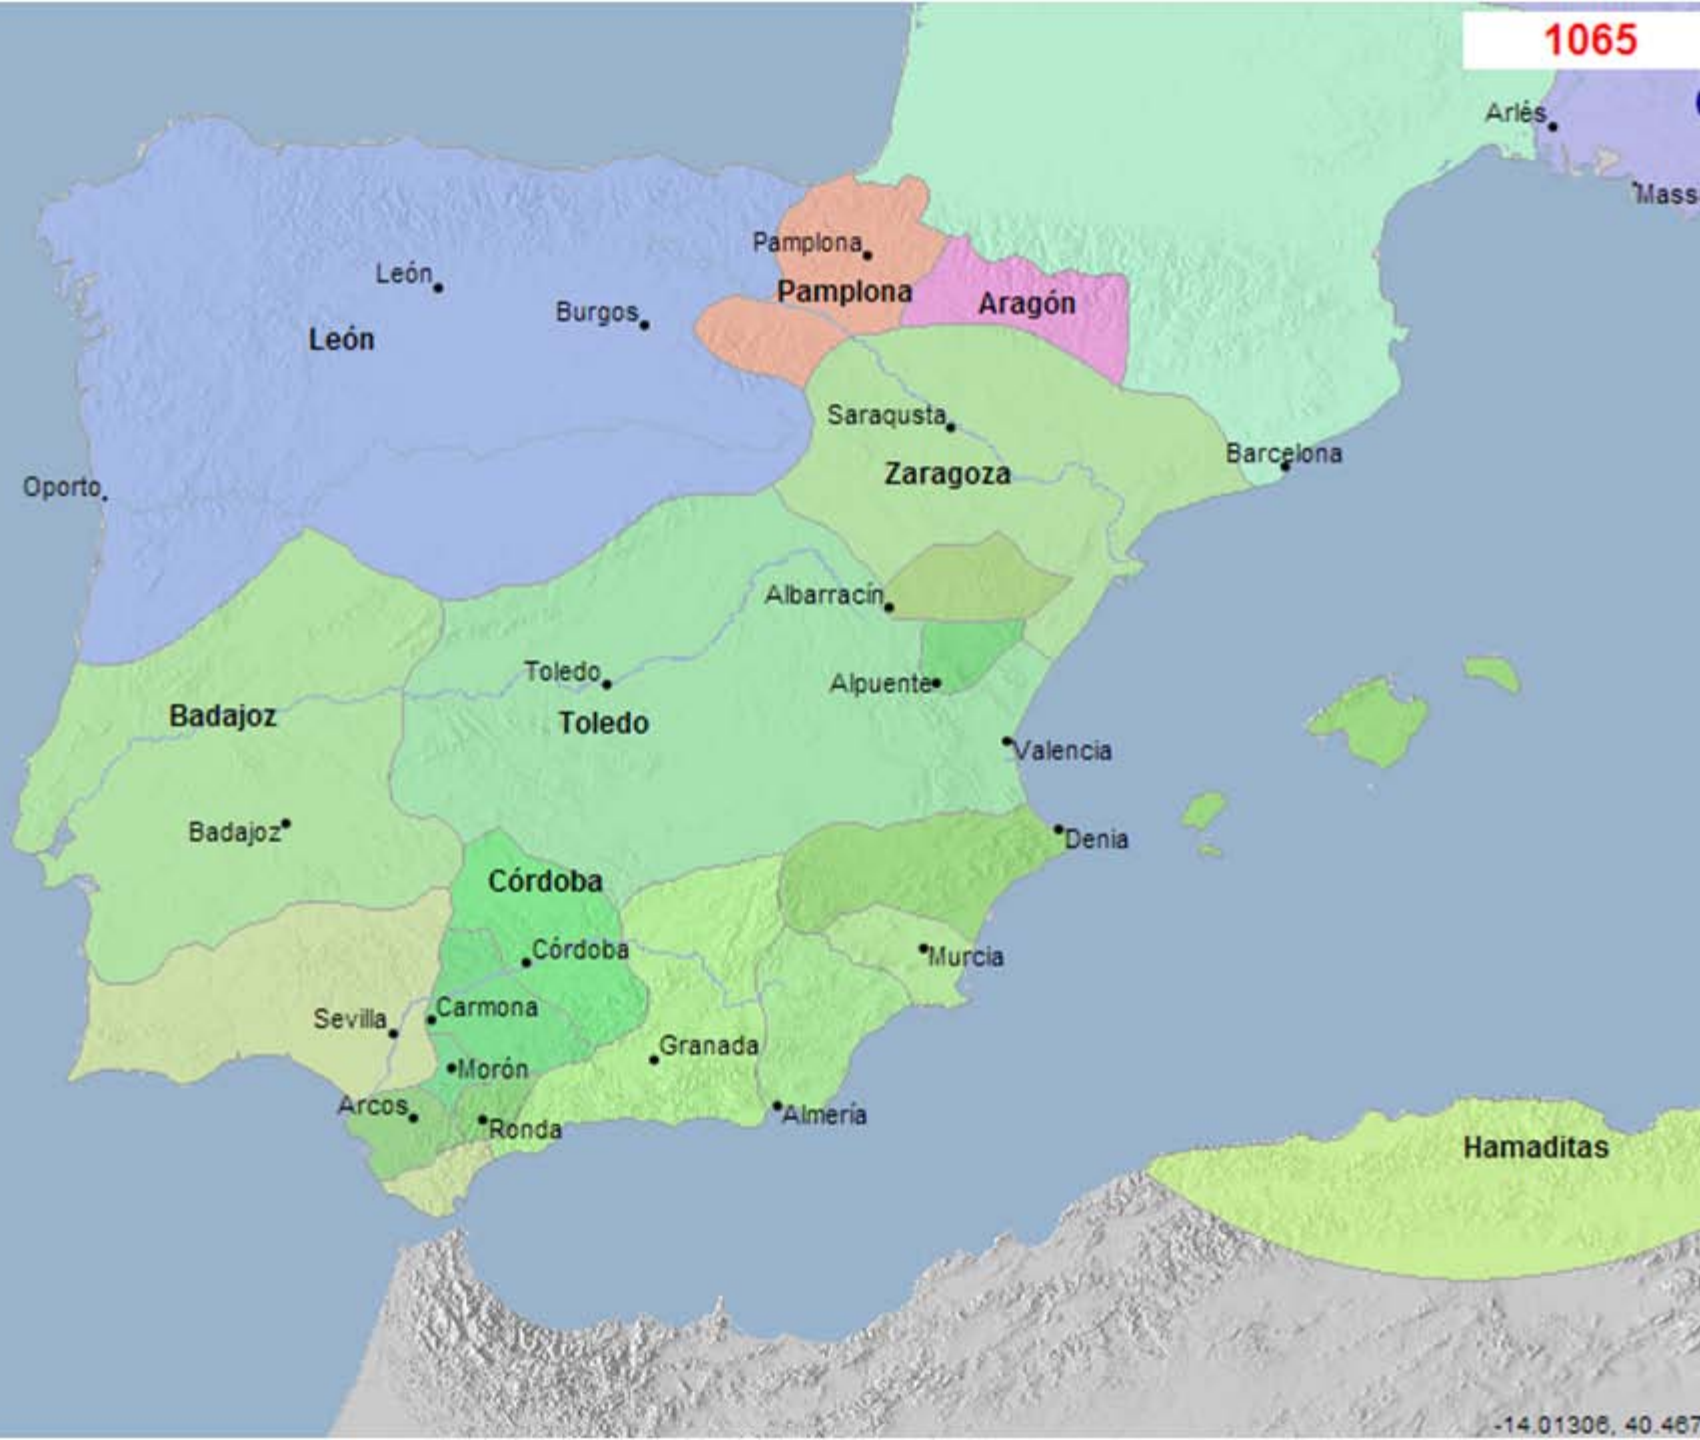 1065
Arlés
Mass
Pamplona
León
Pamplona
Aragón
Burgos
León
Saraqusta
Barcelona
Zaragoza
Oporto
Albarracín
Toledo
Alpuente
Badajoz
Toledo
Valencia
Badajoz
Denia
Córdoba
Córdoba
Murcia
Carmona
Sevilla
Granada
Morón
Arcos
Almería
Ronda
Hamaditas
-14.01306, 40.467